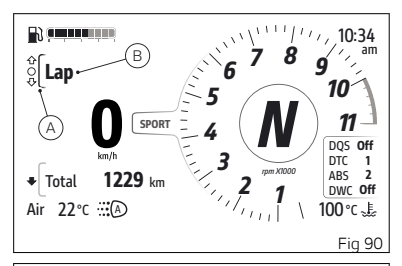 10:34
am
B
Lap
A
0
km/h
SPORT
1
2
3
4
5
6
7
8
9
10
11
N
rpm X1000
DQS Off
DTC 1
ABS 2
DWC Off
Total 1229 km
Air 22°C (A)
100°C
Fig 90